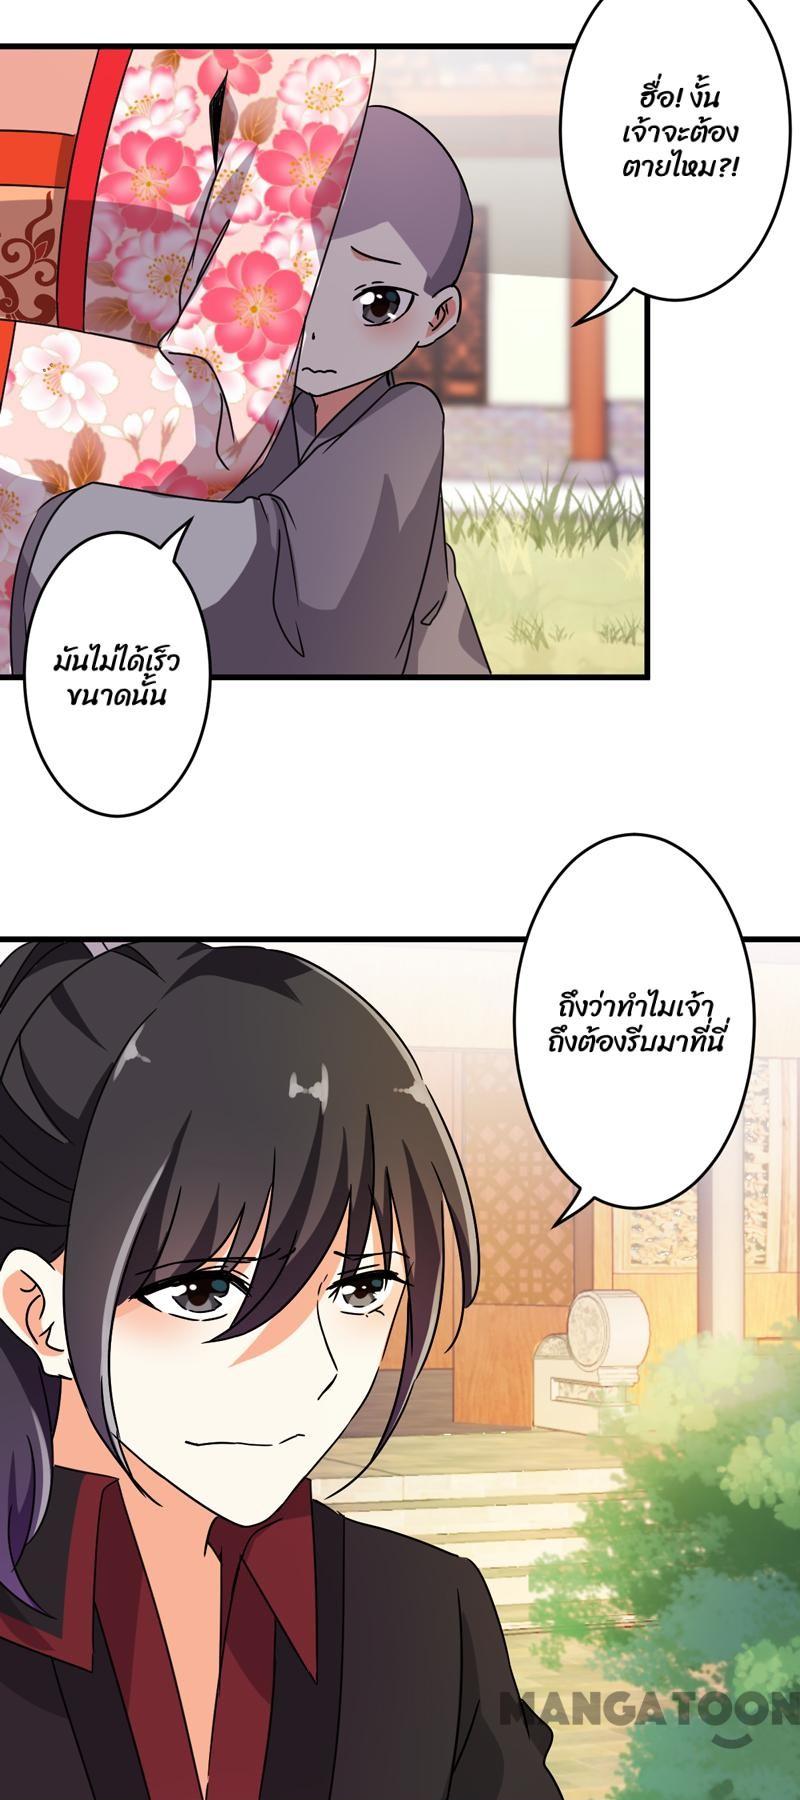 ฮื่อ! งั้น
เจ้าจะต้อง
ตายไหม?!
มันไม่ได้เร็ว
ขนาดนั้น
ถึงว่าทำไมเจ้า
ถึงต้องรีบมาที่นี่
MANGATOON